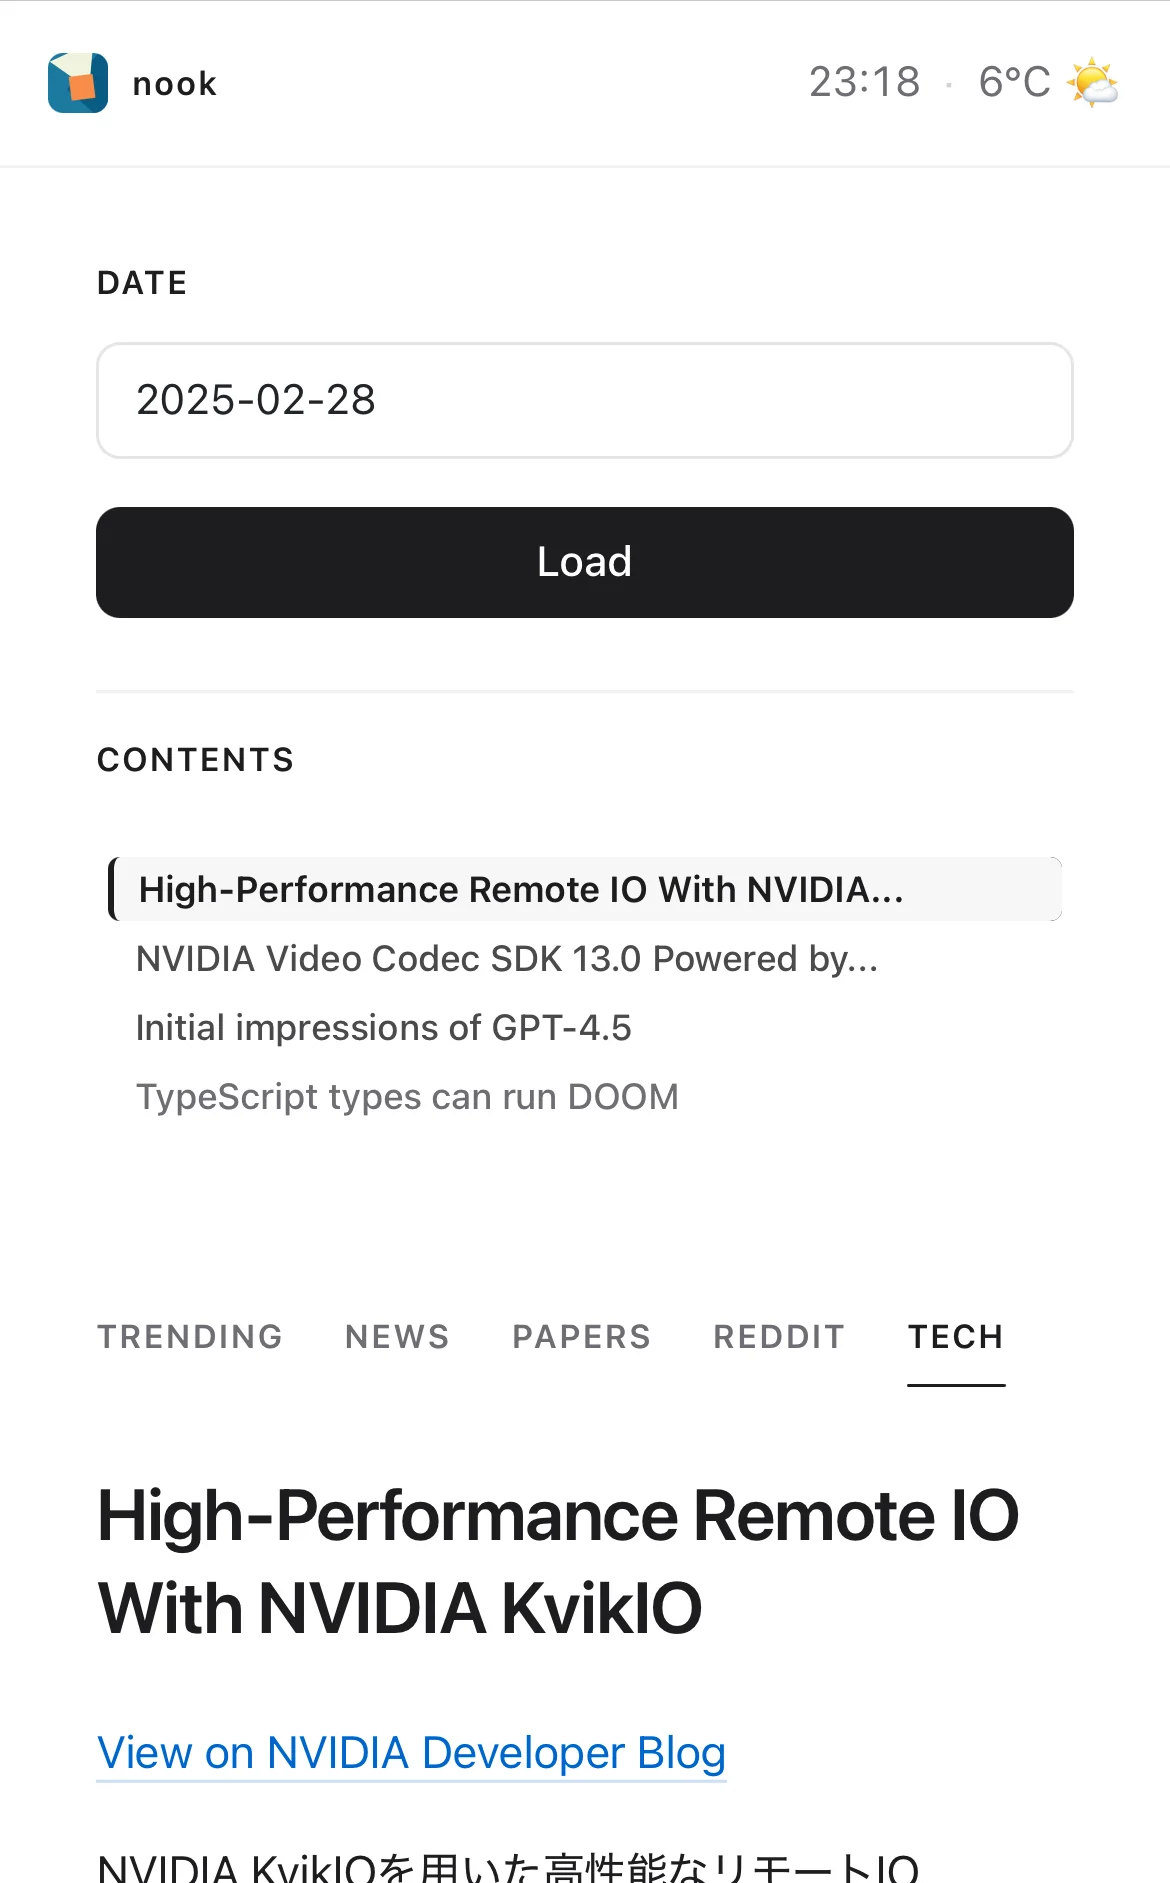 nook
23:18 · 6°C
DATE
2025-02-28
Load
CONTENTS
High-Performance Remote IO With NVIDIA...
NVIDIA Video Codec SDK 13.0 Powered by...
Initial impressions of GPT-4.5
TypeScript types can run DOOM
TRENDING NEWS PAPERS REDDIT TECH
High-Performance Remote IO
With NVIDIA KvikIO
View on NVIDIA Developer Blog
NVIDIA KvikIOを用いた高性能なリモートIO